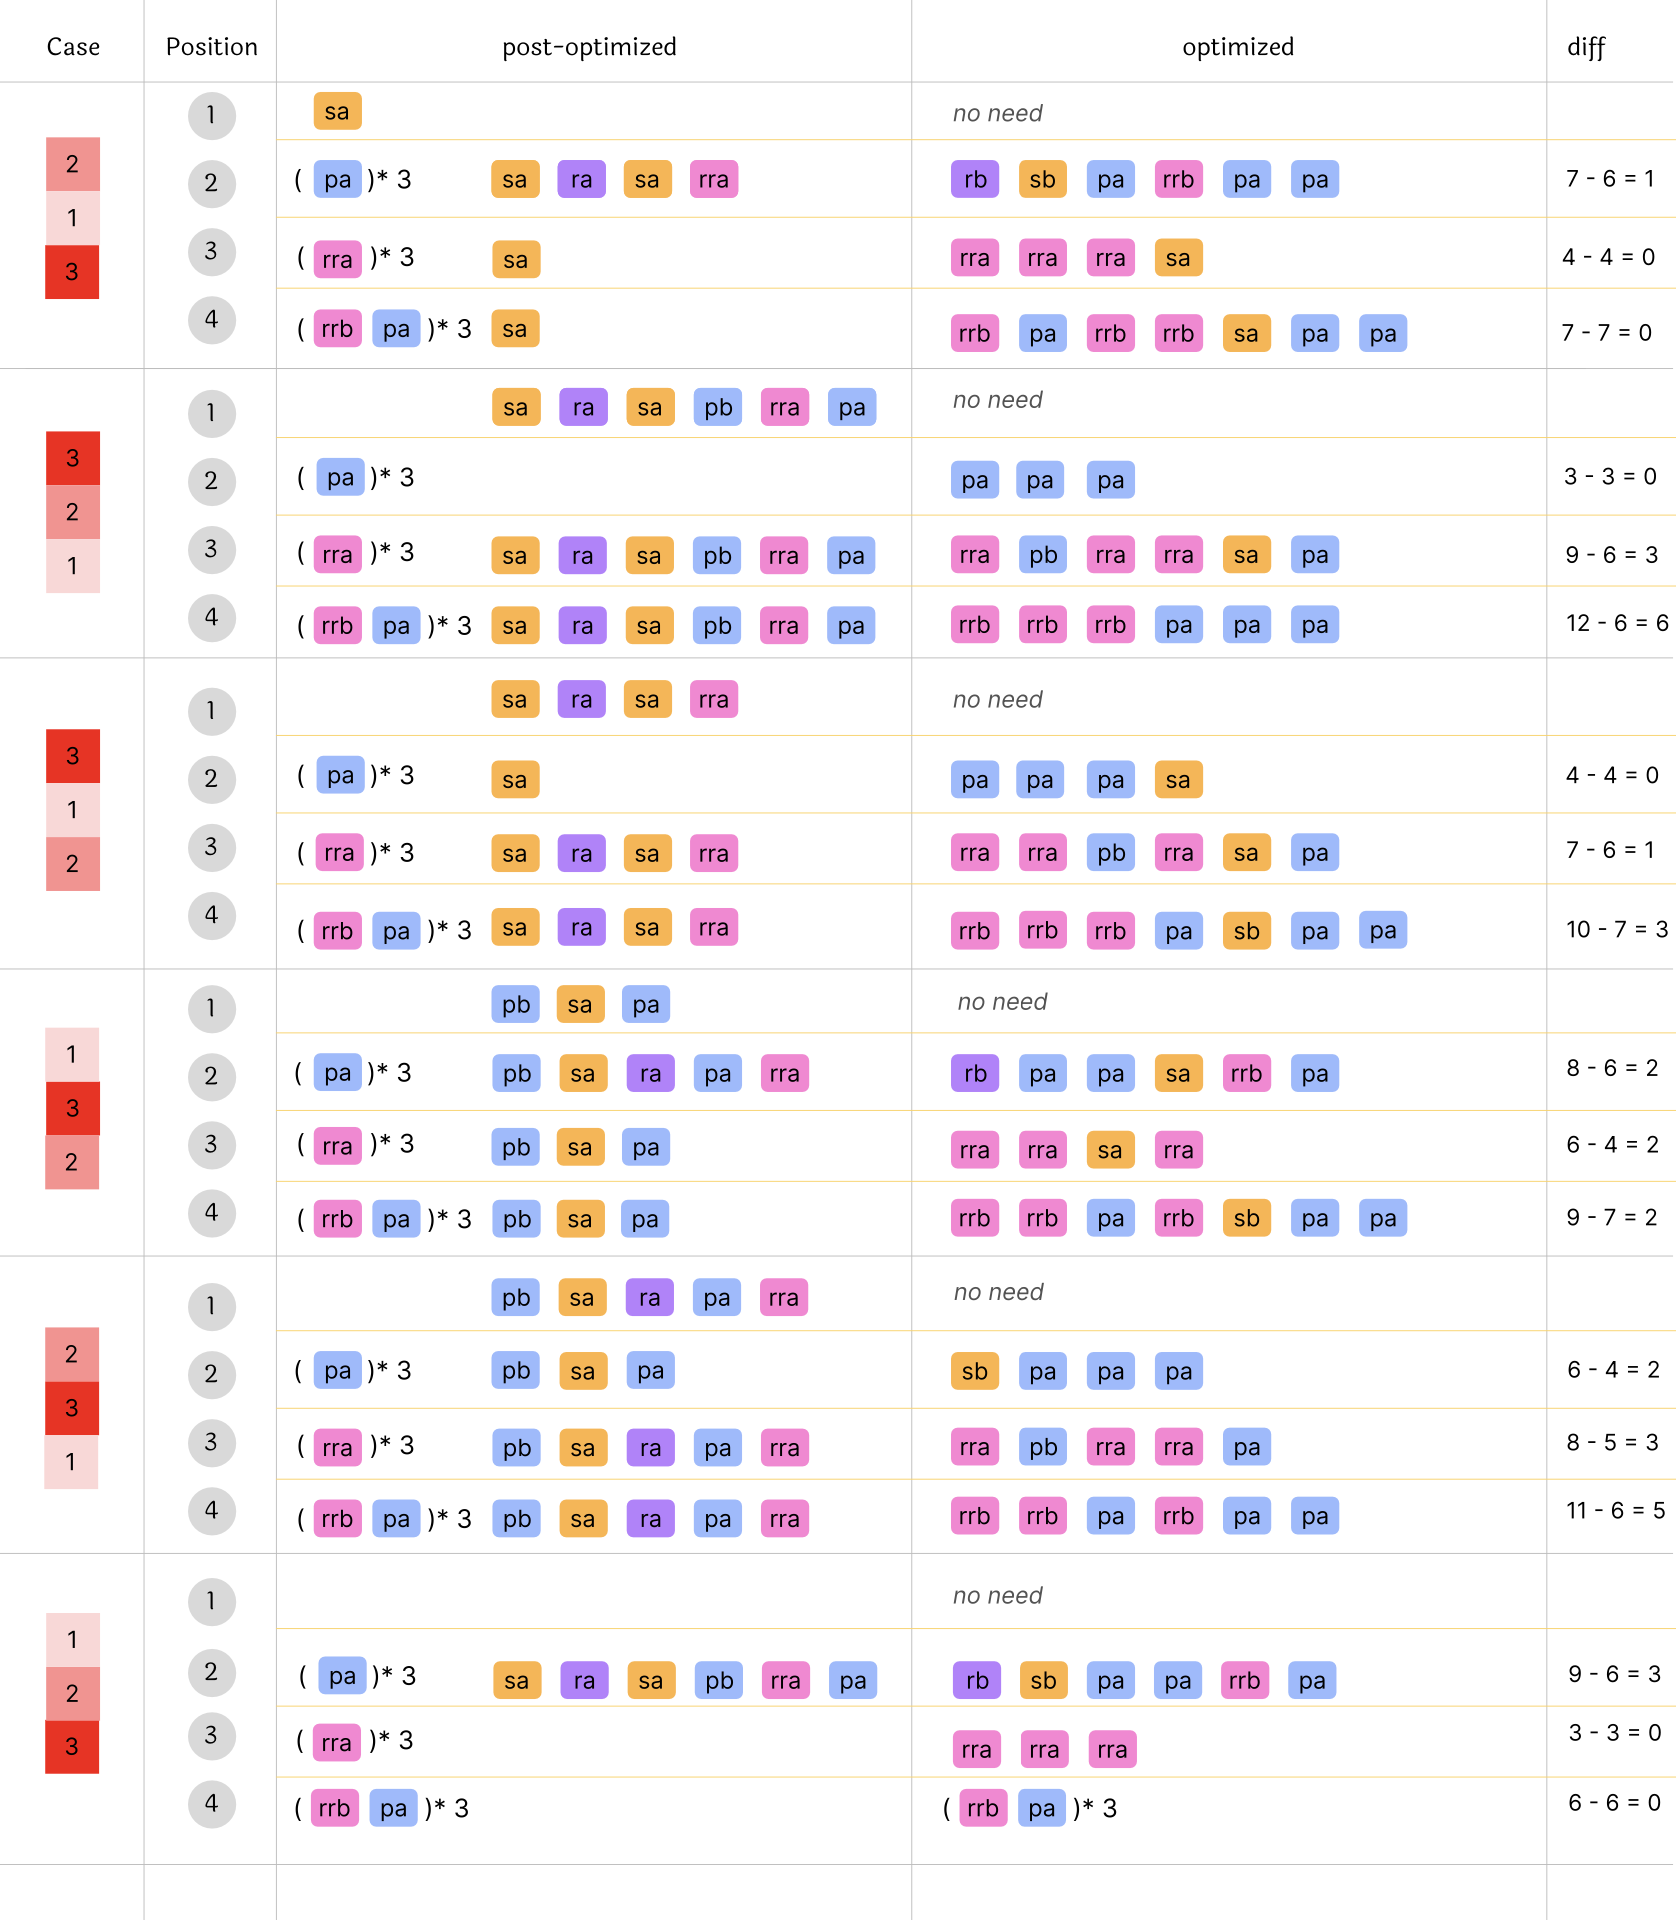 Case Position post-optimized optimized diff
1 sa no need
2 1 3
2 ( pa )* 3 sa ra sa rra rb sb pa rrb pa pa 7 - 6 = 1
3 ( rra )* 3 sa rra rra rra sa 4 - 4 = 0
4 ( rrb pa )* 3 sa rrb pa rrb rrb sa pa pa 7 - 7 = 0
1 sa ra sa pb rra pa no need
3 2 1
2 ( pa )* 3 pa pa pa 3 - 3 = 0
3 ( rra )* 3 sa ra sa pb rra pa rra pb rra rra sa pa 9 - 6 = 3
4 ( rrb pa )* 3 sa ra sa pb rra pa rrb rrb rrb pa pa pa 12 - 6 = 6
1 sa ra sa rra no need
3 1 2
2 ( pa )* 3 sa pa pa pa sa 4 - 4 = 0
3 ( rra )* 3 sa ra sa rra rra rra pb rra sa pa 7 - 6 = 1
4 ( rrb pa )* 3 sa ra sa rra rrb rrb rrb pa sb pa pa 10 - 7 = 3
1 pb sa pa no need
1 3 2
2 ( pa )* 3 pb sa ra pa rra rb pa pa sa rrb pa 8 - 6 = 2
3 ( rra )* 3 pb sa pa rra rra sa rra 6 - 4 = 2
4 ( rrb pa )* 3 pb sa pa rrb rrb pa rrb sb pa pa 9 - 7 = 2
1 pb sa ra pa rra no need
2 3 1
2 ( pa )* 3 pb sa pa sb pa pa pa 6 - 4 = 2
3 ( rra )* 3 pb sa ra pa rra rra pb rra rra pa 8 - 5 = 3
4 ( rrb pa )* 3 pb sa ra pa rra rrb rrb pa rrb pa pa 11 - 6 = 5
1 no need
1 2 3
2 ( pa )* 3 sa ra sa pb rra pa rb sb pa pa rrb pa 9 - 6 = 3
3 ( rra )* 3 rra rra rra 3 - 3 = 0
4 ( rrb pa )* 3 ( rrb pa )* 3 6 - 6 = 0